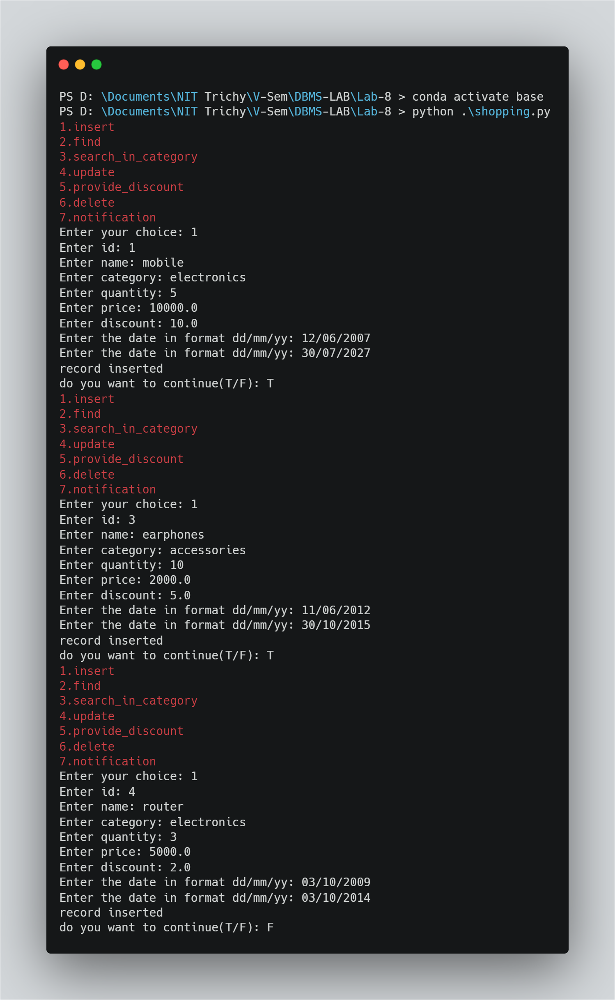 PS D: \Documents\NIT Trichy\V-Sem\DBMS-LAB\Lab-8 > conda activate base
PS D: \Documents\NIT Trichy\V-Sem\DBMS-LAB\Lab-8 > python .\shopping.py
1.insert
2.find
3.search_in_category
4.update
5.provide_discount
6.delete
7.notification
Enter your choice: 1
Enter id: 1
Enter name: mobile
Enter category: electronics
Enter quantity: 5
Enter price: 10000.0
Enter discount: 10.0
Enter the date in format dd/mm/yy: 12/06/2007
Enter the date in format dd/mm/yy: 30/07/2027
record inserted
do you want to continue(T/F): T
1.insert
2.find
3.search_in_category
4.update
5.provide_discount
6.delete
7.notification
Enter your choice: 1
Enter id: 3
Enter name: earphones
Enter category: accessories
Enter quantity: 10
Enter price: 2000.0
Enter discount: 5.0
Enter the date in format dd/mm/yy: 11/06/2012
Enter the date in format dd/mm/yy: 30/10/2015
record inserted
do you want to continue(T/F): T
1.insert
2.find
3.search_in_category
4.update
5.provide_discount
6.delete
7.notification
Enter your choice: 1
Enter id: 4
Enter name: router
Enter category: electronics
Enter quantity: 3
Enter price: 5000.0
Enter discount: 2.0
Enter the date in format dd/mm/yy: 03/10/2009
Enter the date in format dd/mm/yy: 03/10/2014
record inserted
do you want to continue(T/F): F